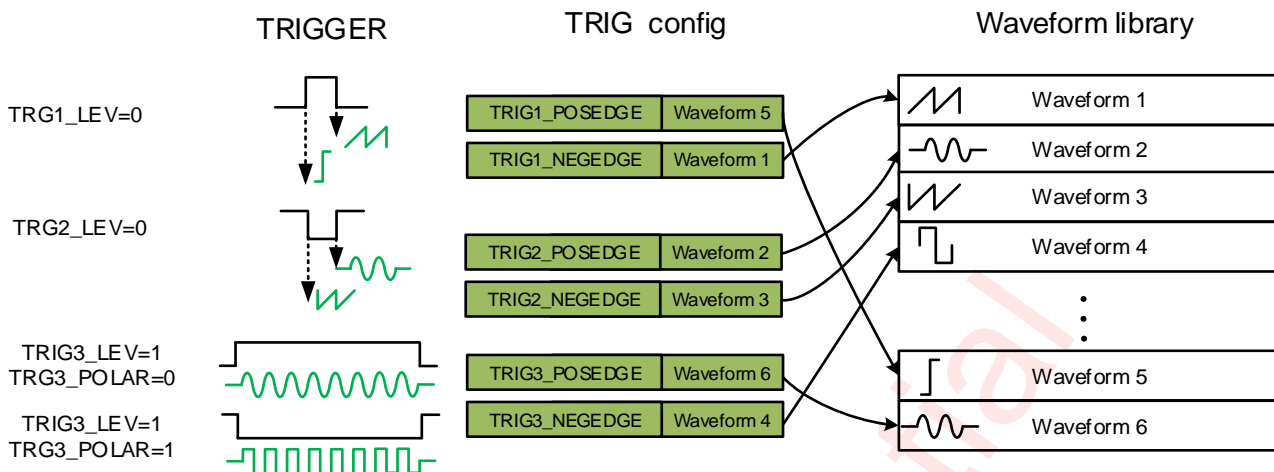 TRIGGER
TRIG config
Waveform library
TRG1_LEV=0
TRG2_LEV=0
TRIG3_LEV=1
TRG3_POLAR=0
TRIG3_LEV=1
TRG3_POLAR=1
TRIG1_POSEDGE Waveform 5
TRIG1_NEGEDGE Waveform 1
TRIG2_POSEDGE Waveform 2
TRIG2_NEGEDGE Waveform 3
TRIG3_POSEDGE Waveform 6
TRIG3_NEGEDGE Waveform 4
Waveform 1
Waveform 2
Waveform 3
Waveform 4
Waveform 5
Waveform 6